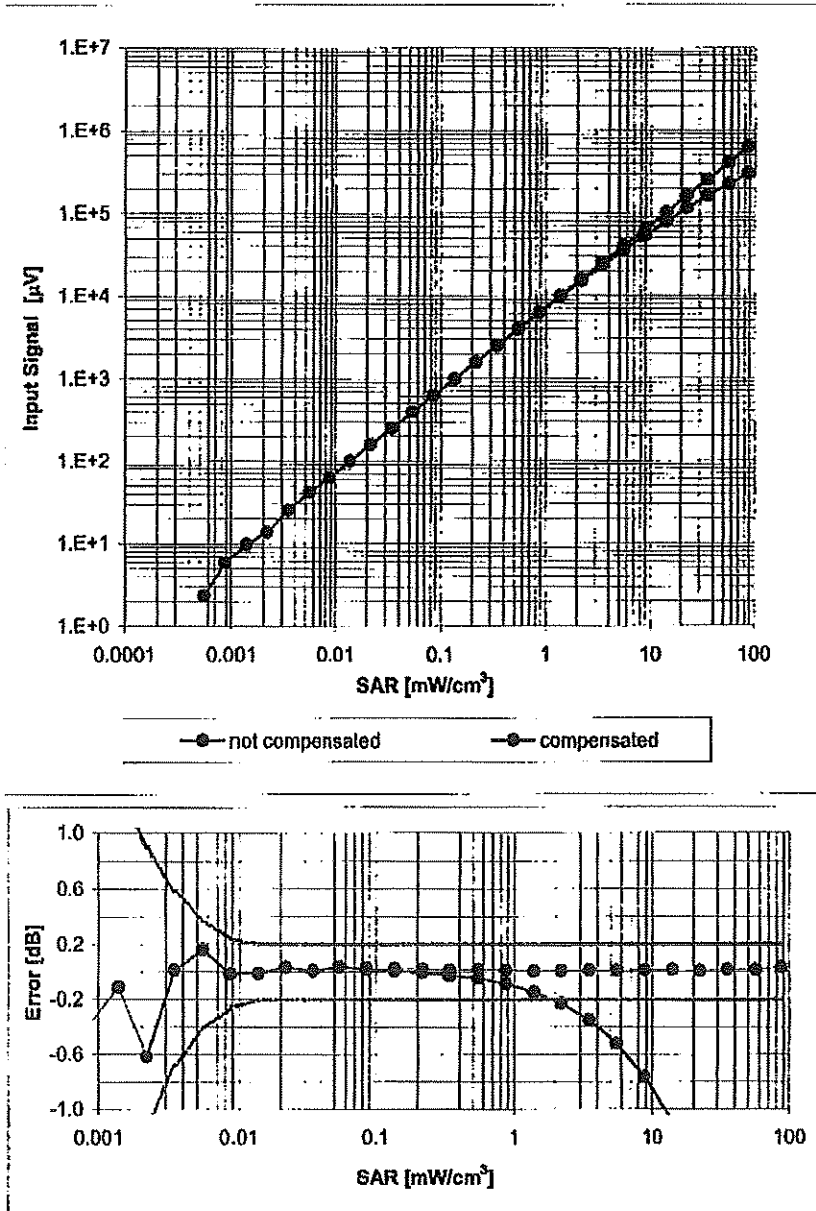 1.E+7
1.E+6
1.E+5
1.E+4
1.E+3
1.E+2
1.E+1
1.E+0
Input Signal [µV]
0.0001 0.001 0.01 0.1 1 10 100
SAR [mW/cm³]
not compensated compensated
1.0
0.6
0.2
-0.2
-0.6
-1.0
Error [dB]
0.001 0.01 0.1 1 10 100
SAR [mW/cm³]